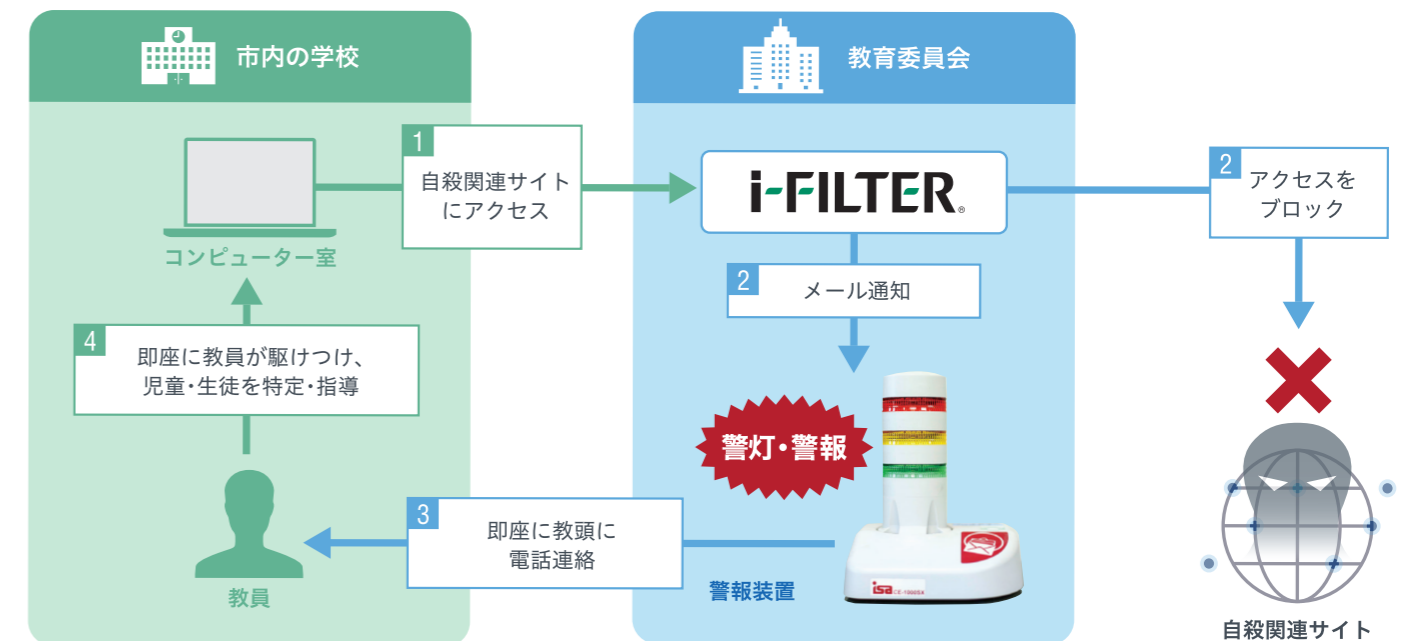 市内の学校
教育委員会
1
自殺関連サイト
にアクセス
i-FILTER®
2
アクセスを
ブロック
コンピューター室
2
メール通知
4
即座に教員が駆けつけ、
児童・生徒を特定・指導
警灯・警報
3
即座に教頭に
電話連絡
教員
警報装置
isa
自殺関連サイト